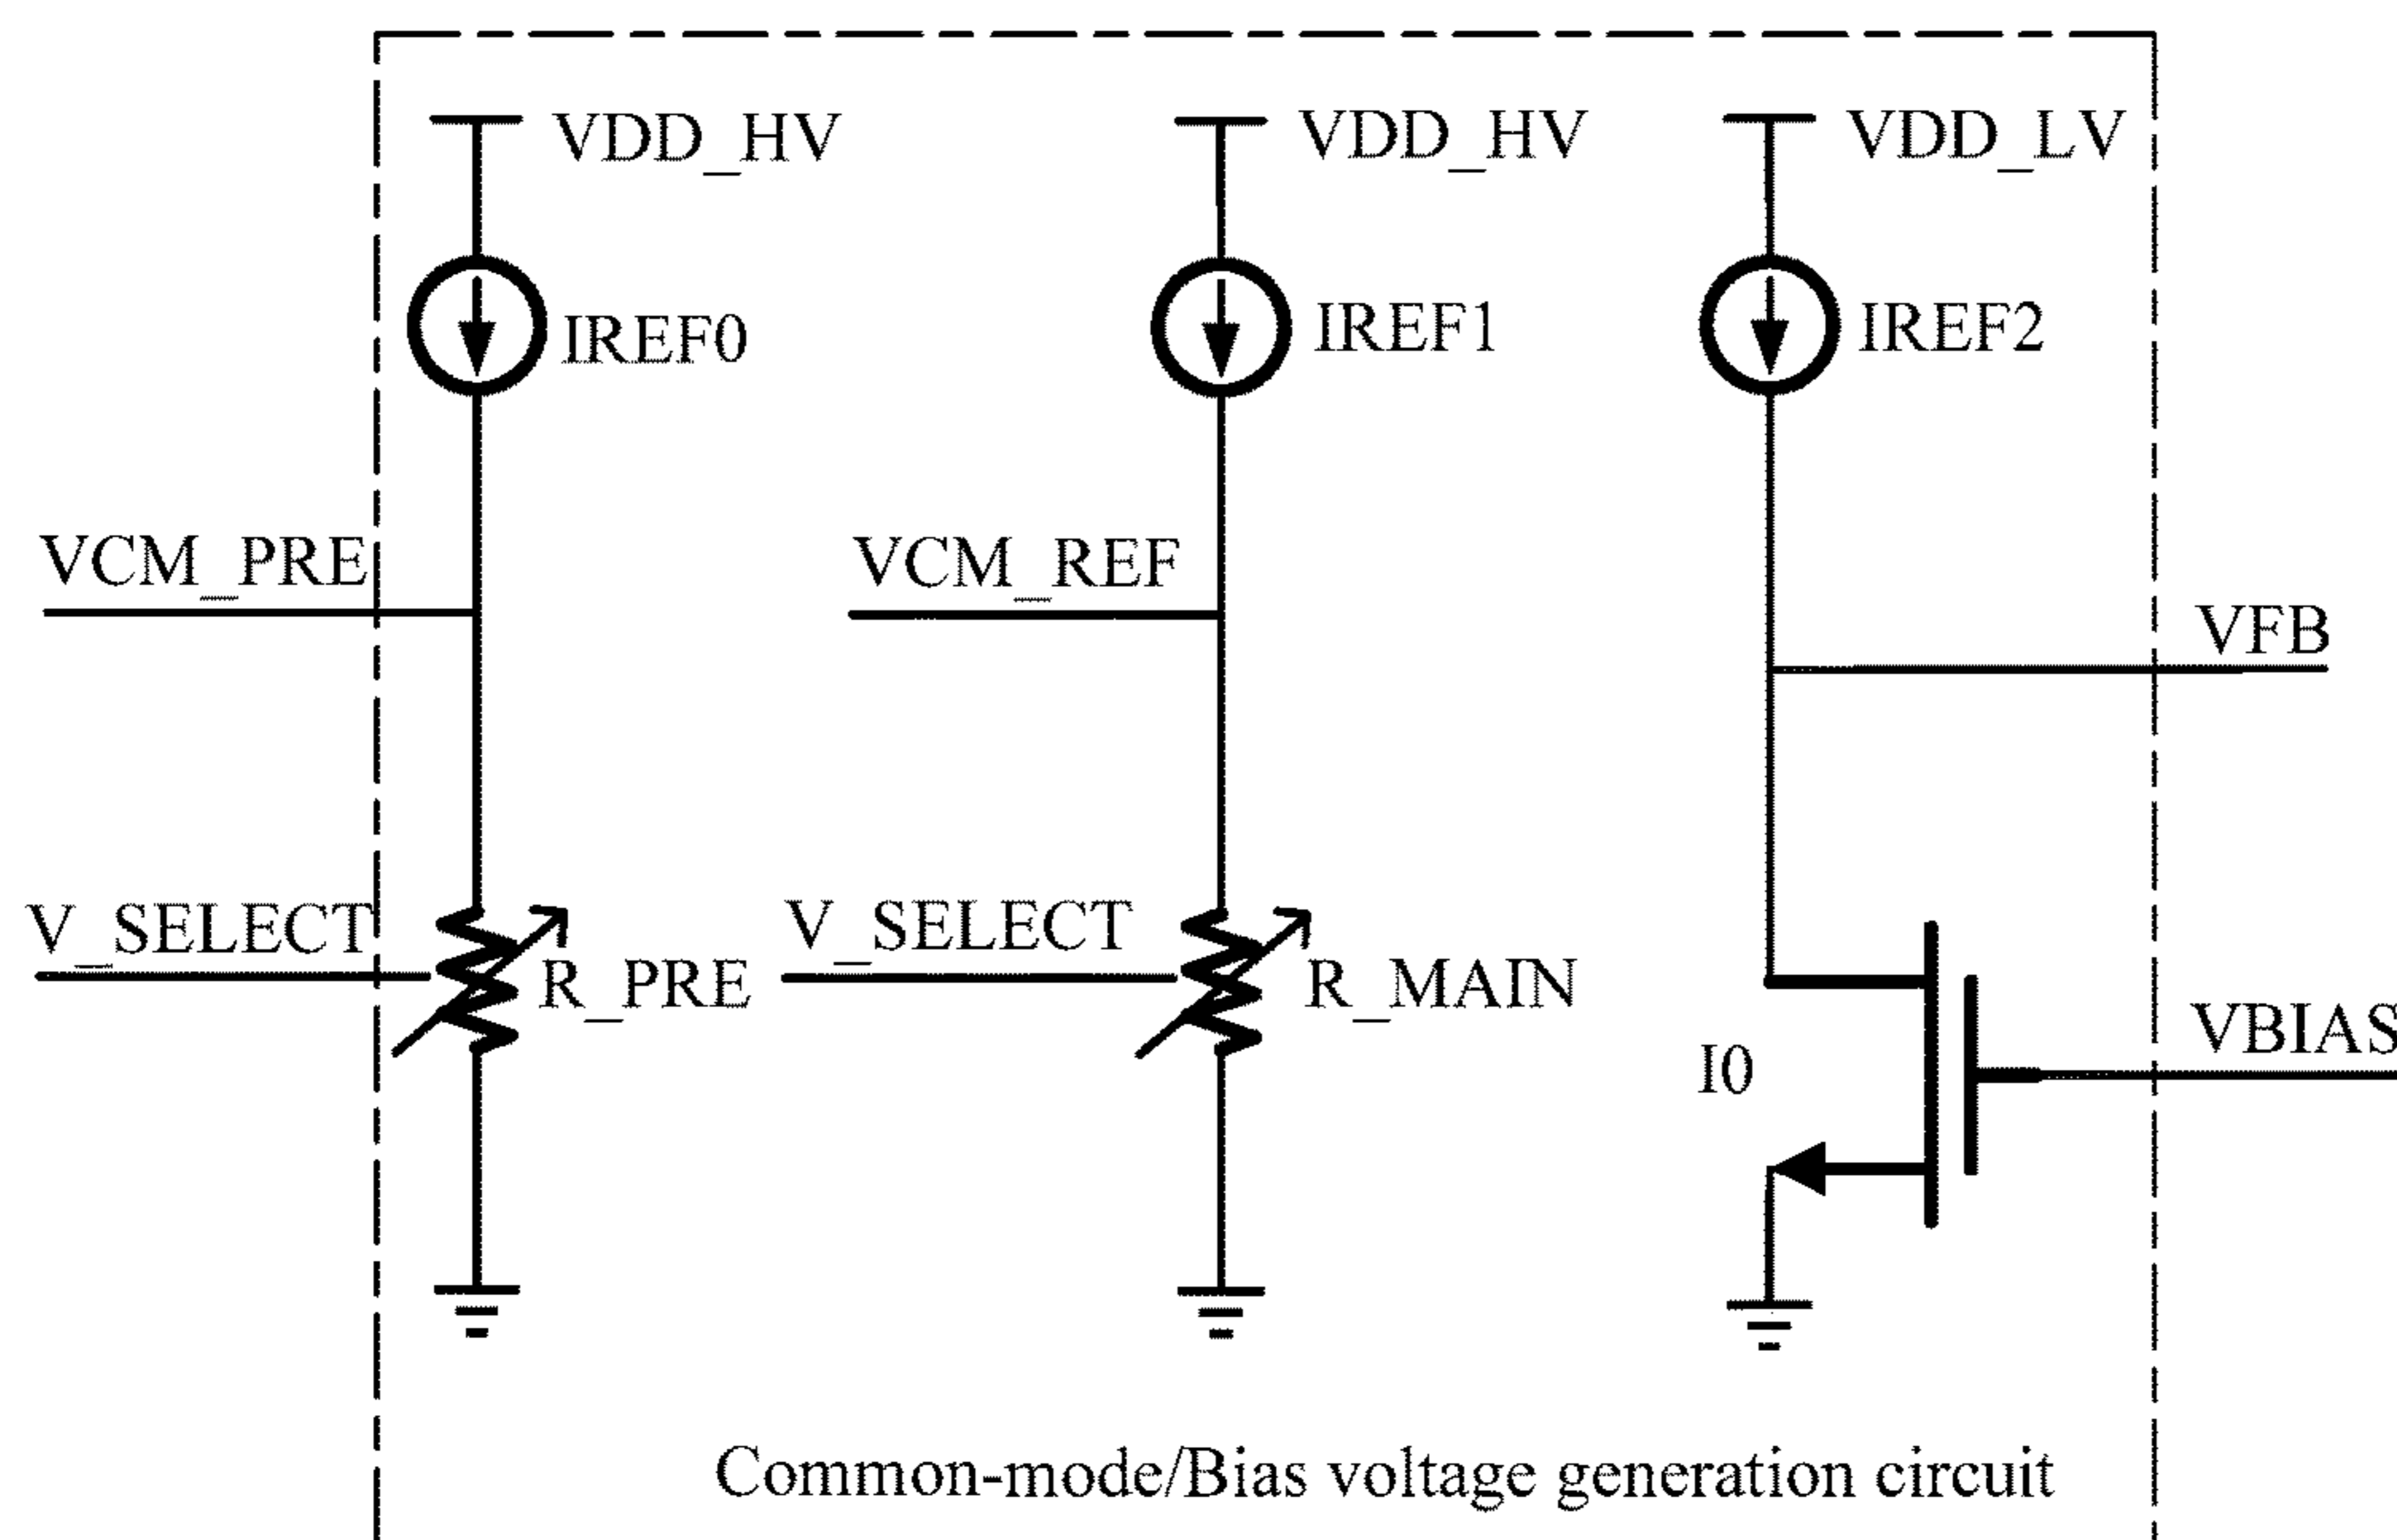 VDD_HV
VDD_HV
VDD_LV
IREF0
IREF1
IREF2
VCM_PRE
VCM_REF
VFB
V_SELECT
R_PRE
V_SELECT
R_MAIN
I0
VBIAS
Common-mode/Bias voltage generation circuit